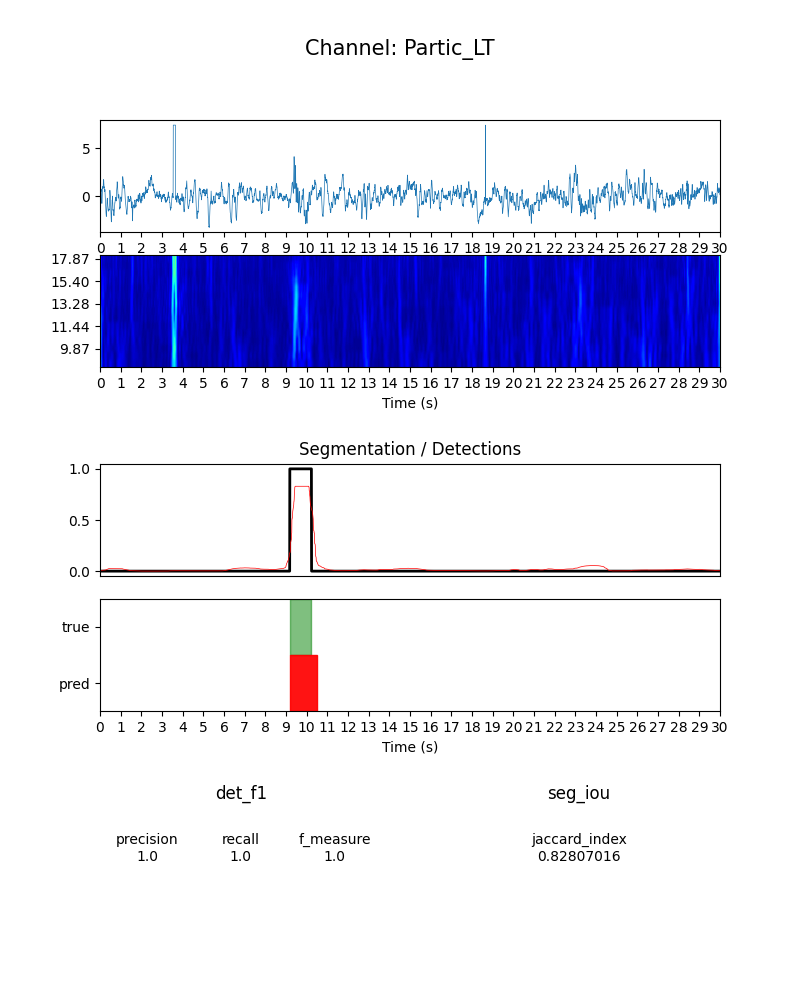 Channel: Partic_LT
5
0
0 1 2 3 4 5 6 7 8 9 10 11 12 13 14 15 16 17 18 19 20 21 22 23 24 25 26 27 28 29 30
17.87
15.40
13.28
11.44
9.87
0 1 2 3 4 5 6 7 8 9 10 11 12 13 14 15 16 17 18 19 20 21 22 23 24 25 26 27 28 29 30
Time (s)
Segmentation / Detections
1.0
0.5
0.0
true
pred
0 1 2 3 4 5 6 7 8 9 10 11 12 13 14 15 16 17 18 19 20 21 22 23 24 25 26 27 28 29 30
Time (s)
det_f1 seg_iou
precision recall f_measure jaccard_index
1.0 1.0 1.0 0.82807016